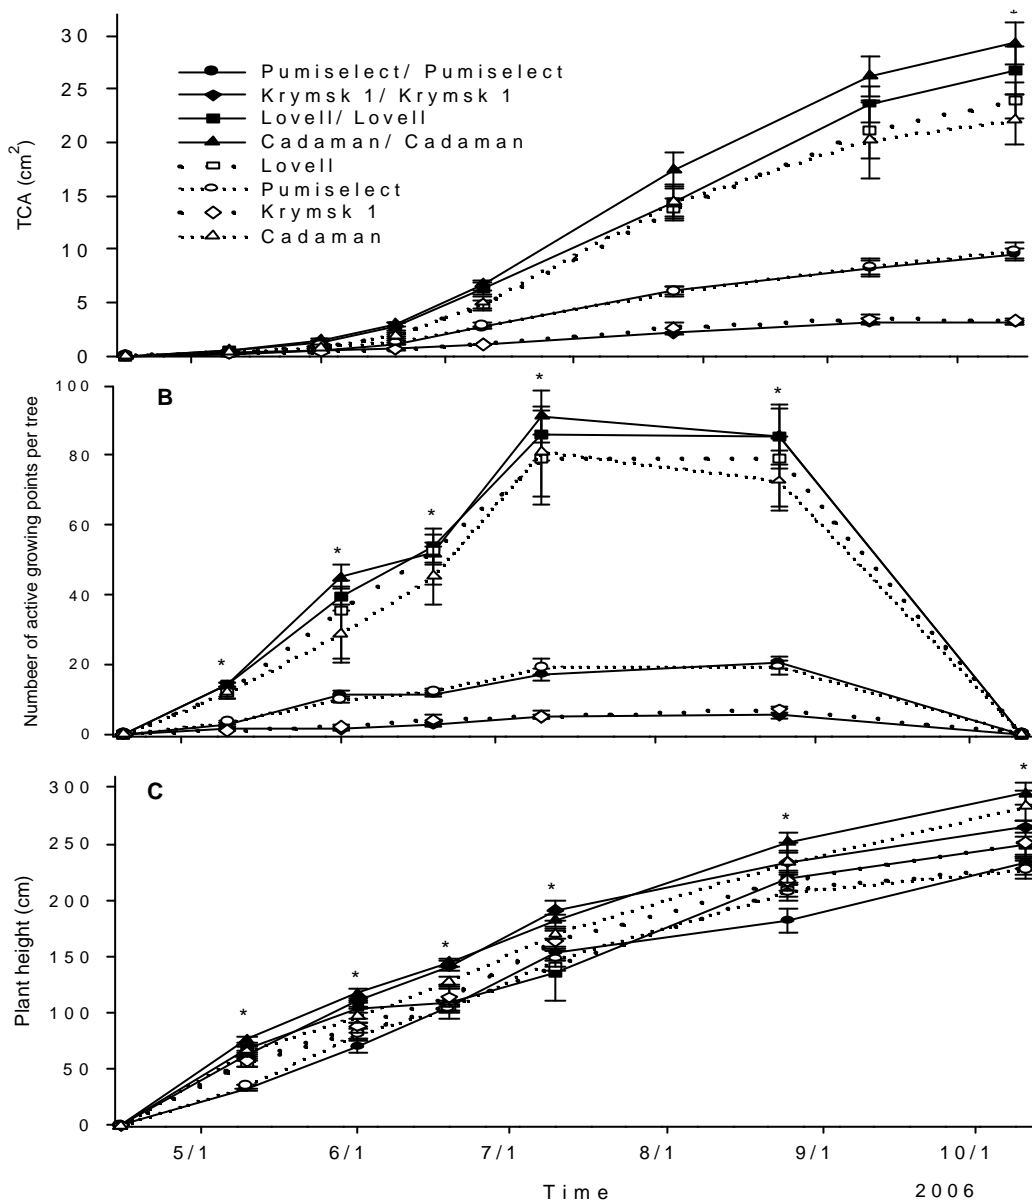 *
30
25
20
15
10
5
0
TCA (cm2)
Pumiselect/ Pumiselect
Krymsk 1/ Krymsk 1
Lovell/ Lovell
Cadaman/ Cadaman
Lovell
Pumiselect
Krymsk 1
Cadaman
100
80
60
40
20
0
Numbeer of active growing points per tree
B
*
*
*
*
*
300
250
200
150
100
50
0
Plant height (cm)
C
*
*
*
*
*
*
5/1
6/1
7/1
8/1
9/1
10/1
Time
2006